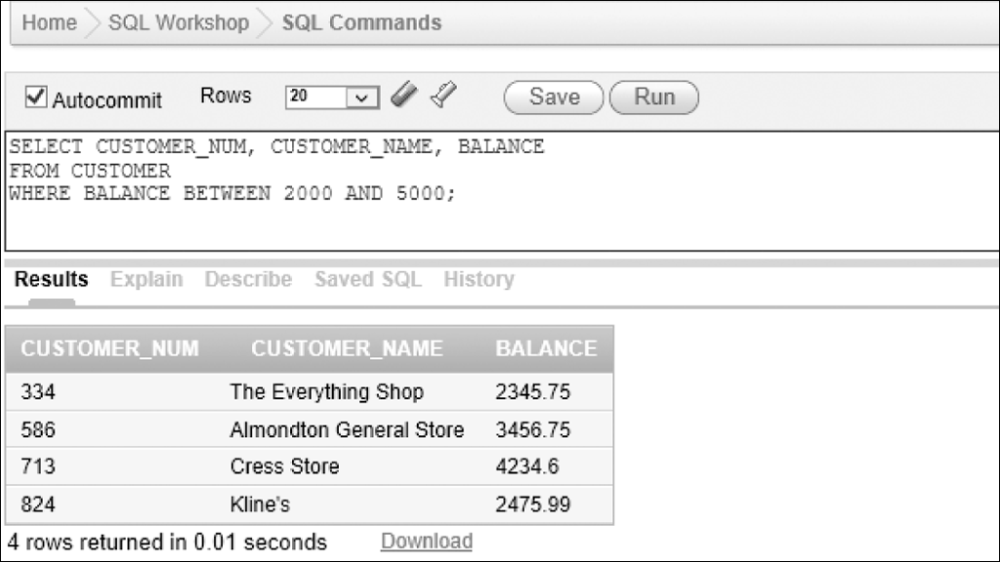 Home SQL Workshop SQL Commands
Autocommit Rows 20 Save Run
SELECT CUSTOMER_NUM, CUSTOMER_NAME, BALANCE
FROM CUSTOMER
WHERE BALANCE BETWEEN 2000 AND 5000;
Results Explain Describe Saved SQL History
CUSTOMER_NUM CUSTOMER_NAME BALANCE
334 The Everything Shop 2345.75
586 Almondton General Store 3456.75
713 Cress Store 4234.6
824 Kline's 2475.99
4 rows returned in 0.01 seconds Download